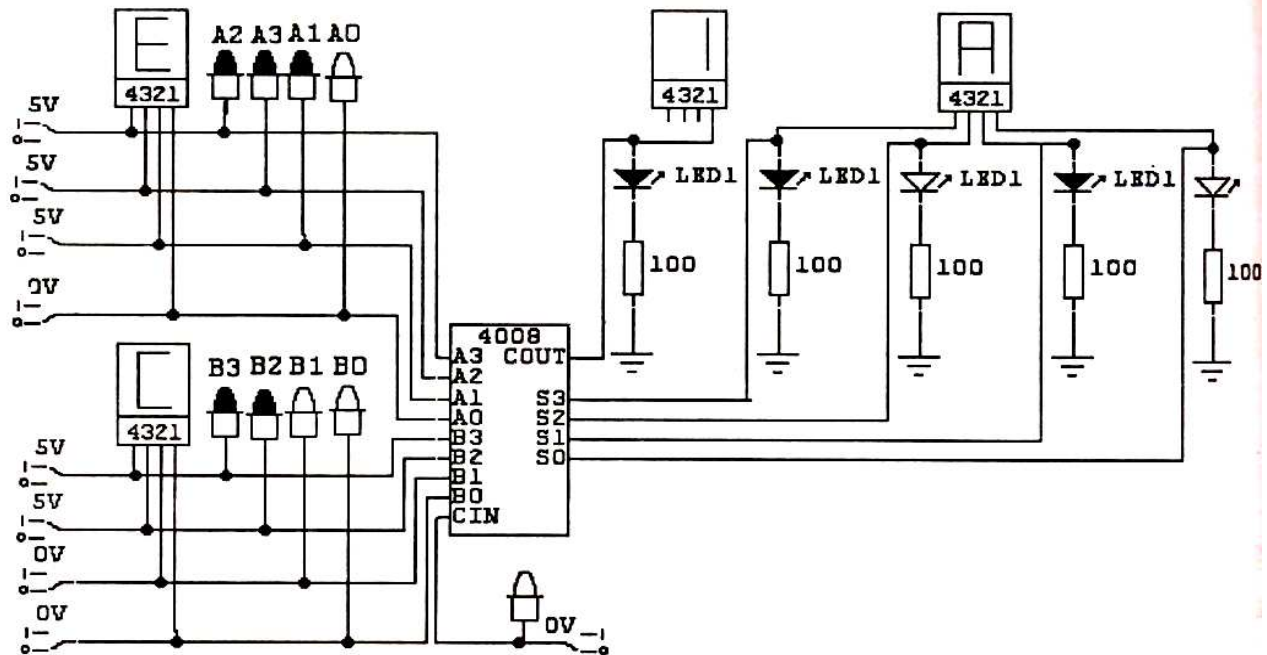 E
4321
A2 A3 A1 A0
5V
5V
5V
0V
1
4321
A
4321
LED1
LED1
LED1
LED1
100
100
100
100
100
4008
A3
A2
A1
A0
B3
B2
B1
B0
CIN
COUT
S3
S2
S1
S0
C
4321
B3 B2 B1 B0
5V
5V
0V
0V
0V